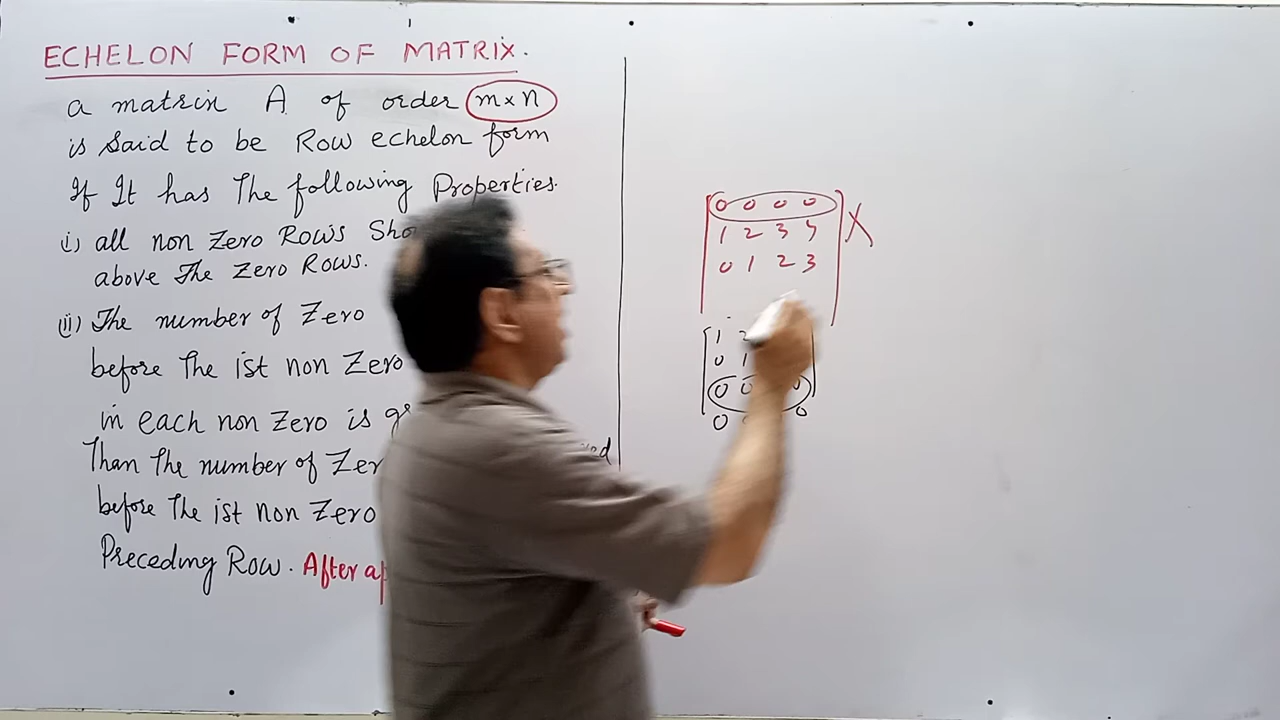 ECHELON FORM OF MATRIX.
a matrix A of order m×n
is Said to be Row echelon form
If It has The following Properties.
i) all non Zero ROWS
above The Zero ROWS.
ii) The number of Zero
before the ist non Zero
in each non Zero is
Than the number of
before The ist non Zero
Preceding Row. After
0 0 0 0
1 2 3 5
0 1 2 3
X
1
0 1
0 0 0
0 0